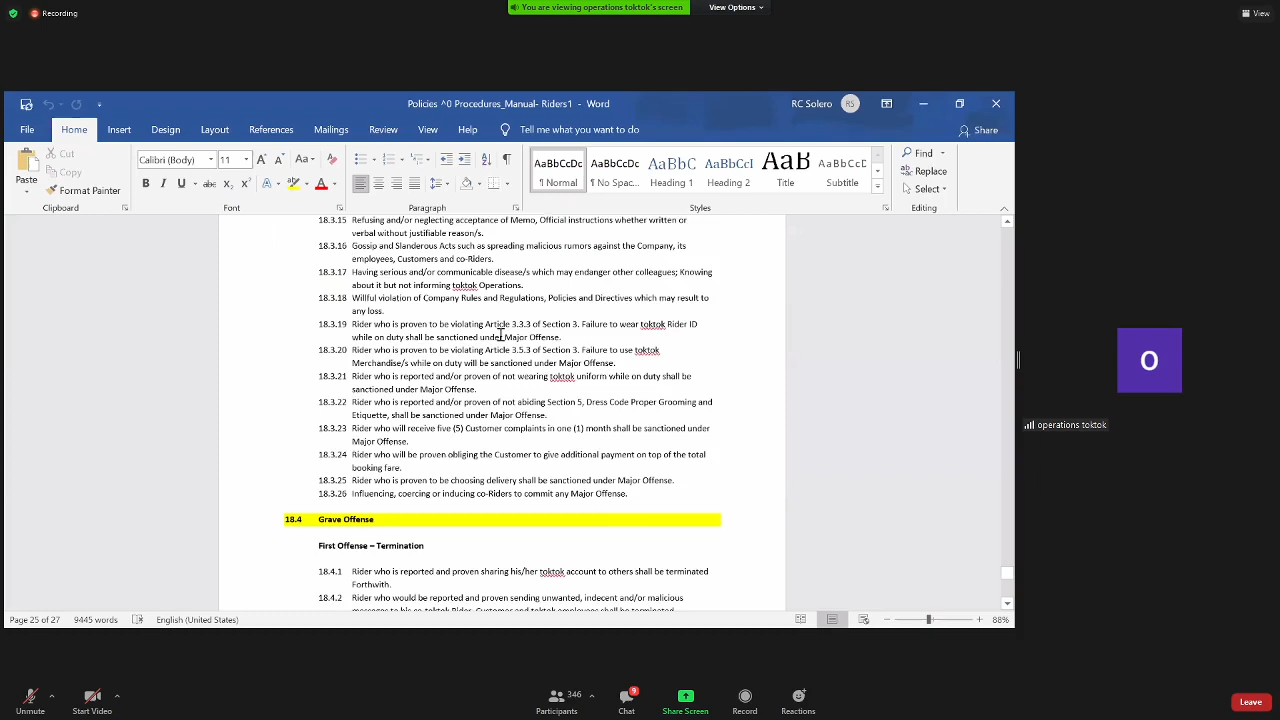 Recording
You are viewing operations toktok's screen
View Options
View
Policies ^0 Procedures_Manual- Riders1 - Word
RC Solero
RS
File
Home
Insert
Design
Layout
References
Mailings
Review
View
Help
Tell me what you want to do
Share
Paste
Cut
Copy
Format Painter
Clipboard
Calibri (Body)
11
Font
Paragraph
AaBbCcDc
¶ Normal
AaBbCcDc
¶ No Spac...
AaBbC
Heading 1
AaBbCcI
Heading 2
AaB
Title
AaBbCcD
Subtitle
Styles
Find
Replace
Select
Editing
18.3.15 Refusing and/or neglecting acceptance of Memo, Official instructions whether written or
verbal without justifiable reason/s.
18.3.16 Gossip and Slanderous Acts such as spreading malicious rumors against the Company, its
employees, Customers and co-Riders.
18.3.17 Having serious and/or communicable disease/s which may endanger other colleagues; Knowing
about it but not informing toktok Operations.
18.3.18 Willful violation of Company Rules and Regulations, Policies and Directives which may result to
any loss.
18.3.19 Rider who is proven to be violating Article 3.3.3 of Section 3. Failure to wear toktok Rider ID
while on duty shall be sanctioned under Major Offense.
18.3.20 Rider who is proven to be violating Article 3.5.3 of Section 3. Failure to use toktok
Merchandise/s while on duty will be sanctioned under Major Offense.
18.3.21 Rider who is reported and/or proven of not wearing toktok uniform while on duty shall be
sanctioned under Major Offense.
18.3.22 Rider who is reported and/or proven of not abiding Section 5, Dress Code Proper Grooming and
Etiquette, shall be sanctioned under Major Offense.
18.3.23 Rider who will receive five (5) Customer complaints in one (1) month shall be sanctioned under
Major Offense.
18.3.24 Rider who will be proven obliging the Customer to give additional payment on top of the total
booking fare.
18.3.25 Rider who is proven to be choosing delivery shall be sanctioned under Major Offense.
18.3.26 Influencing, coercing or inducing co-Riders to commit any Major Offense.
18.4 Grave Offense
First Offense – Termination
18.4.1 Rider who is reported and proven sharing his/her toktok account to others shall be terminated
Forthwith.
18.4.2 Rider who would be reported and proven sending unwanted, indecent and/or malicious
messages to his co-toktok Rider, Customer and toktok employees shall be terminated
Page 25 of 27
9445 words
English (United States)
88%
O
operations toktok
Unmute
Start Video
346
Participants
9
Chat
Share Screen
Record
Reactions
Leave